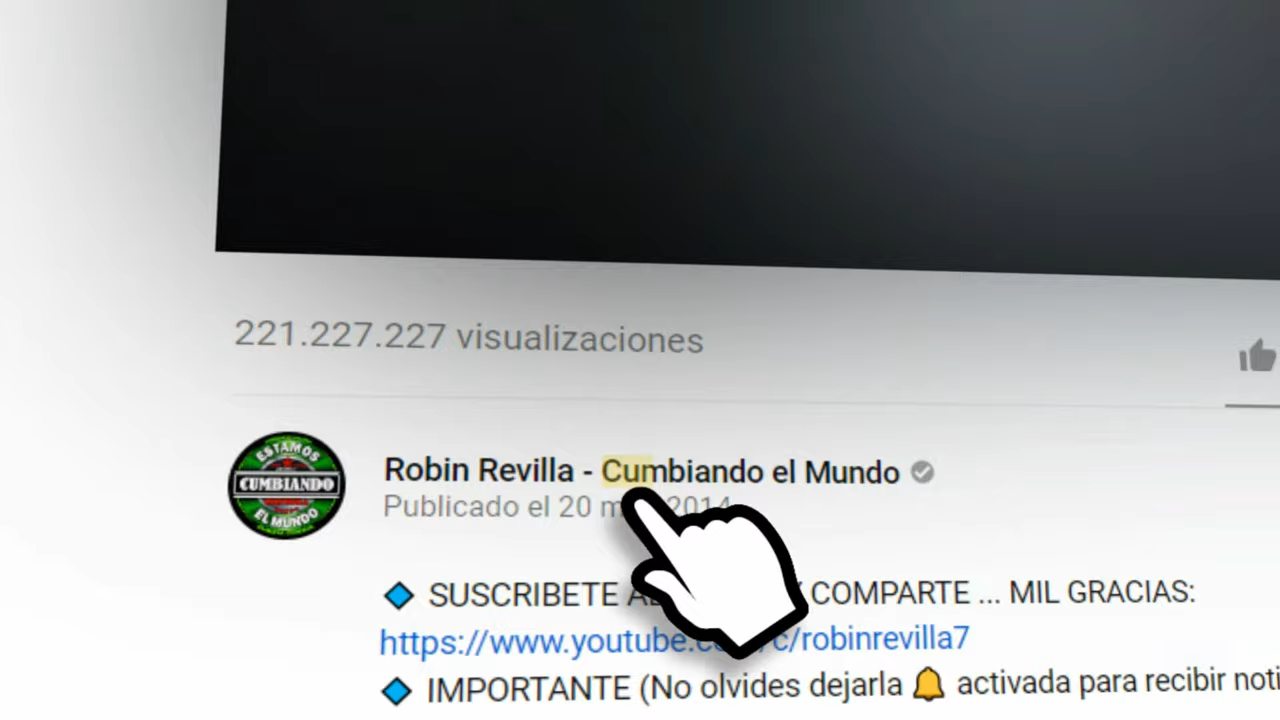 221.227.227 visualizaciones
ESTAMOS
CUMBIANDO
EL MUNDO
Robin Revilla - Cumbiando el Mundo
Publicado el 20 2014
SUSCRIBETE COMPARTE ... MIL GRACIAS:
https://www.youtube.c /c/robinrevilla7
IMPORTANTE (No olvides dejarla 🔔 activada para recibir noti